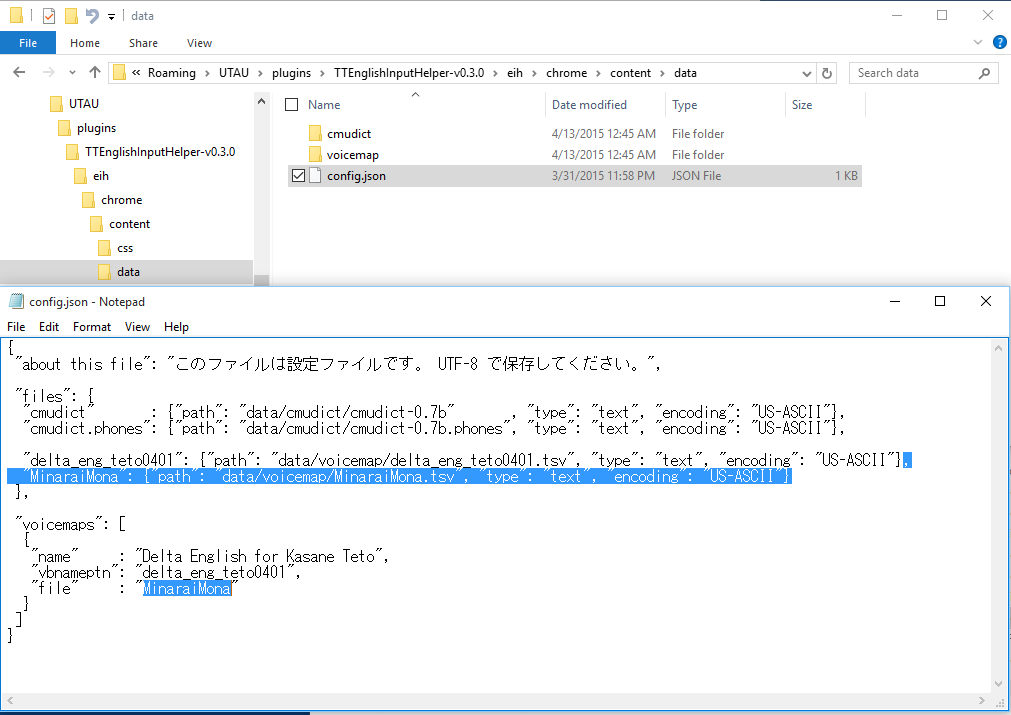 data
File Home Share View
« Roaming > UTAU > plugins > TTEnglishInputHelper-v0.3.0 > eih > chrome > content > data
Search data
UTAU
plugins
TTEnglishInputHelper-v0.3.0
eih
chrome
content
css
data
Name Date modified Type Size
cmudict 4/13/2015 12:45 AM File folder
voicemap 4/13/2015 12:45 AM File folder
config.json 3/31/2015 11:58 PM JSON File 1 KB
config.json - Notepad
File Edit Format View Help
{
"about this file": "このファイルは設定ファイルです。 UTF-8 で保存してください。",
"files": {
"cmudict" : {"path": "data/cmudict/cmudict-0.7b" , "type": "text", "encoding": "US-ASCII"},
"cmudict.phones": {"path": "data/cmudict/cmudict-0.7b.phones", "type": "text", "encoding": "US-ASCII"},
"delta_eng_teto0401": {"path": "data/voicemap/delta_eng_teto0401.tsv", "type": "text", "encoding": "US-ASCII"},
"MinaraiMona": {"path": "data/voicemap/MinaraiMona.tsv", "type": "text", "encoding": "US-ASCII"}
},
"voicemaps": [
{
"name" : "Delta English for Kasane Teto",
"vbnameptn": "delta_eng_teto0401",
"file" : "MinaraiMona"
}
]
}